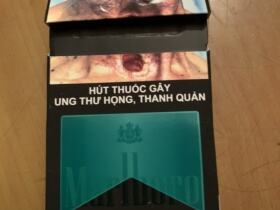 HÚT THUỐC GÂY
UNG THƯ HỌNG, THANH QUẢN
Marlboro